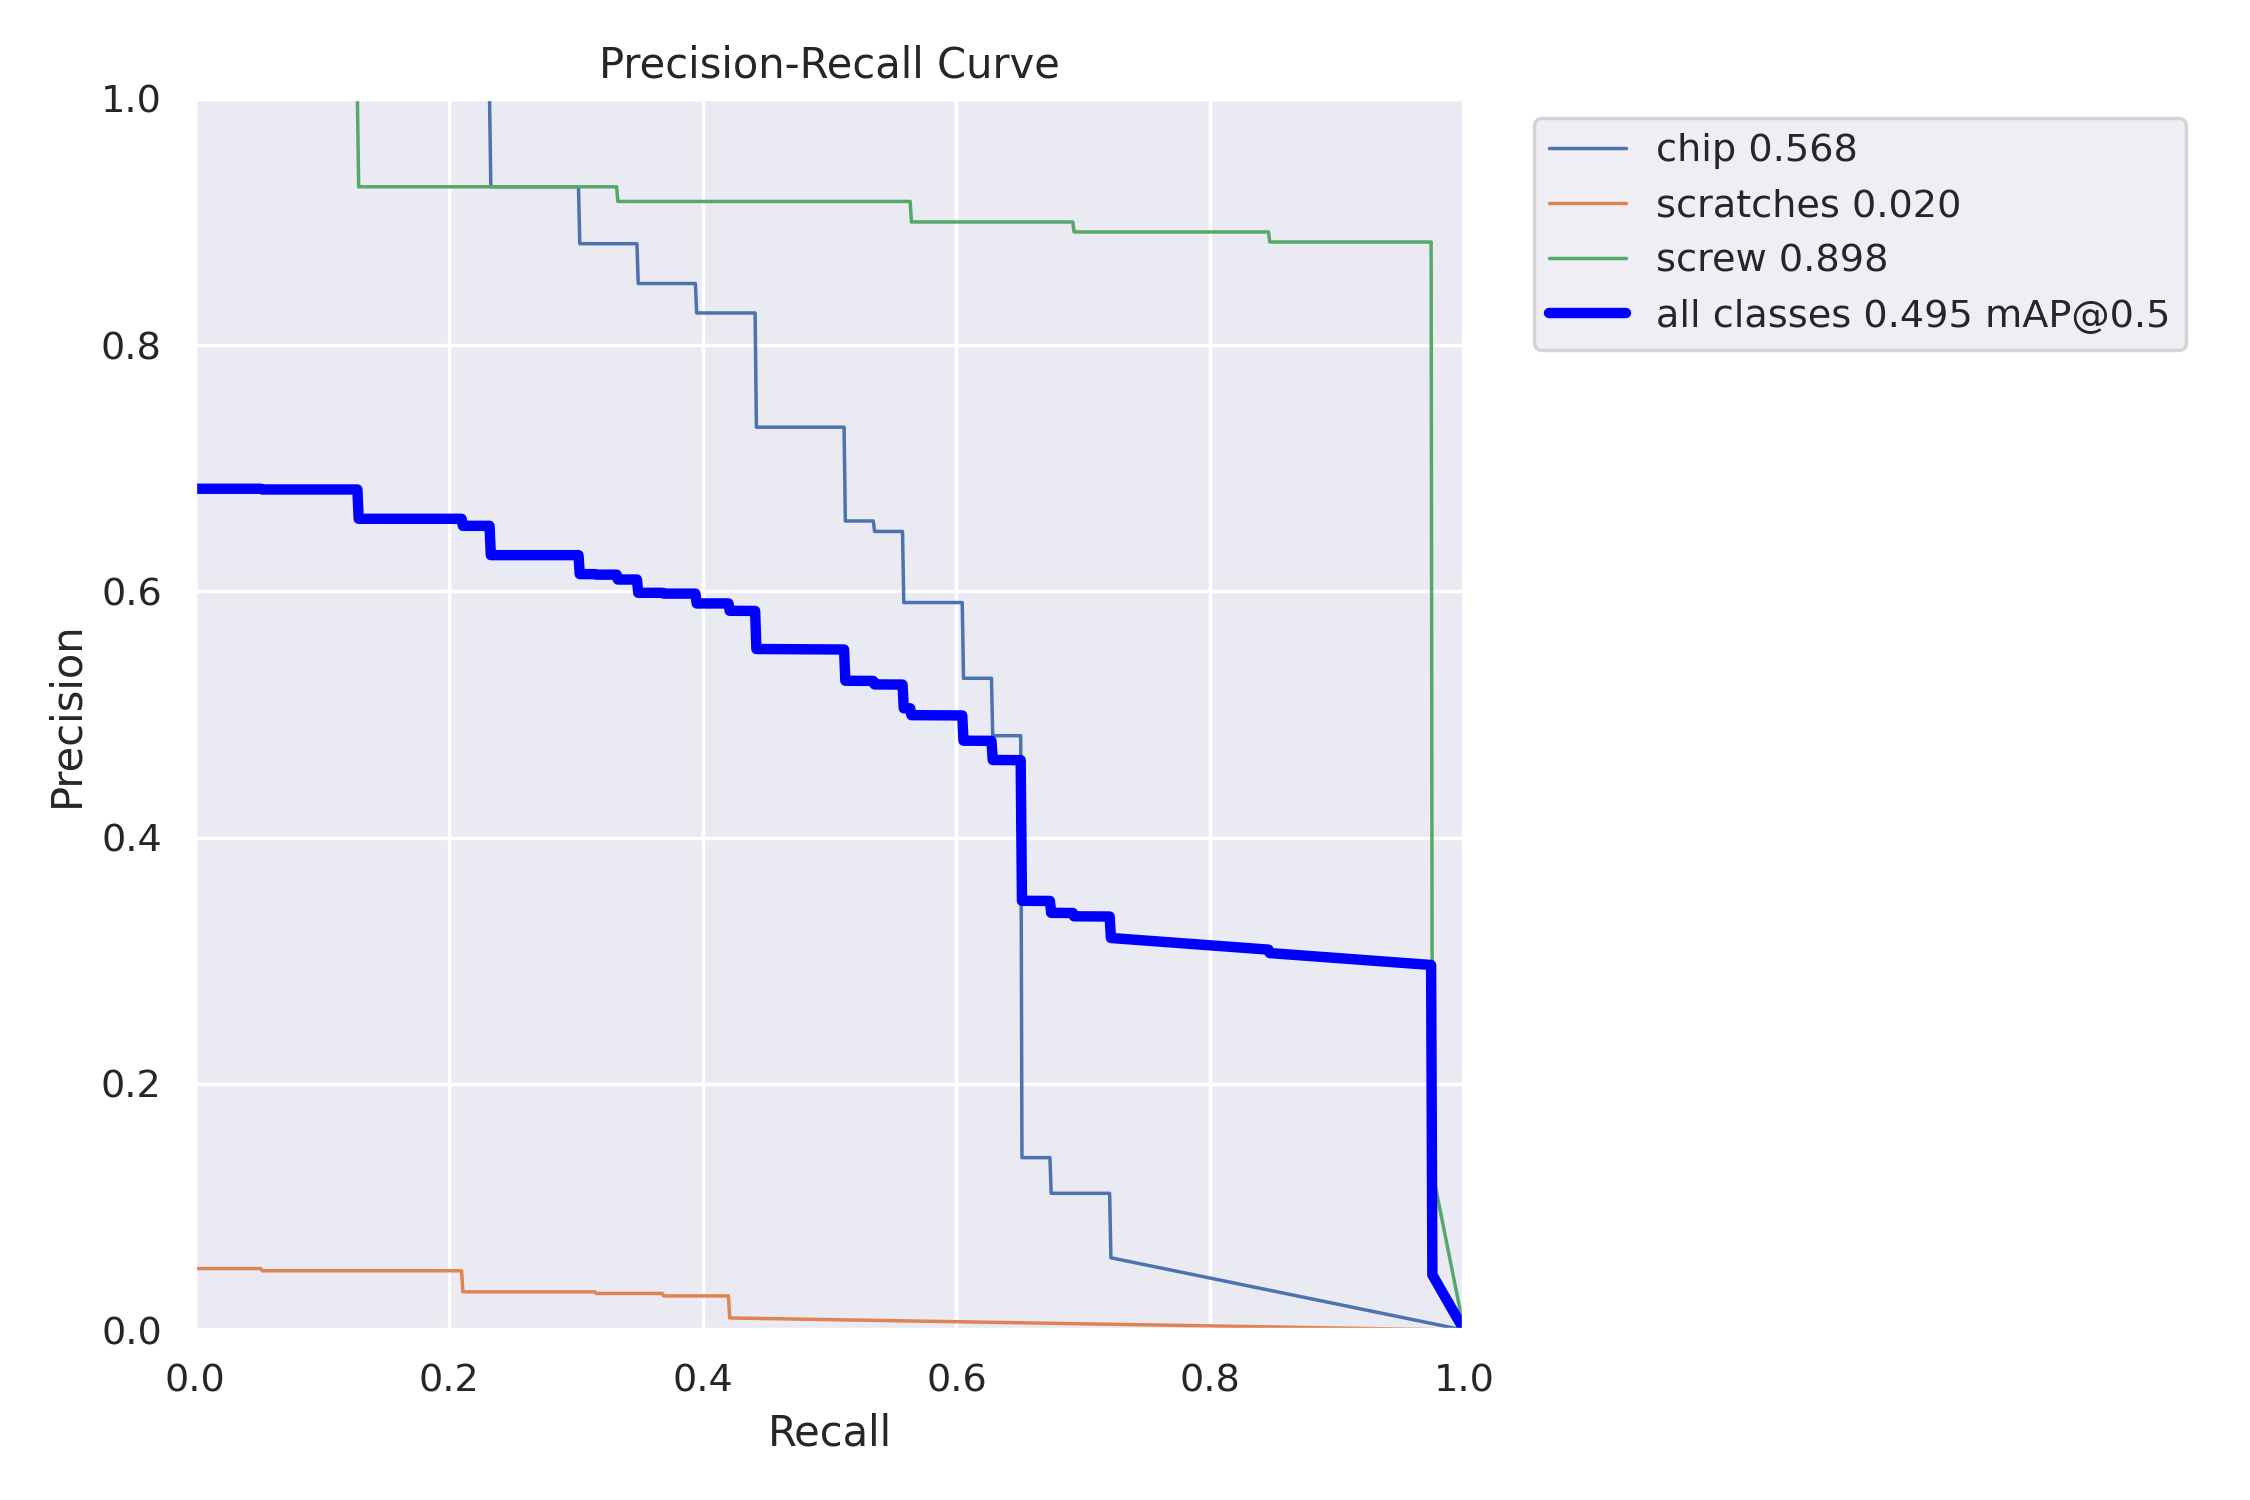 Precision-Recall Curve
1.0
0.8
0.6
0.4
0.2
0.0
Precision
0.0 0.2 0.4 0.6 0.8 1.0
Recall
chip 0.568
scratches 0.020
screw 0.898
all classes 0.495 mAP@0.5